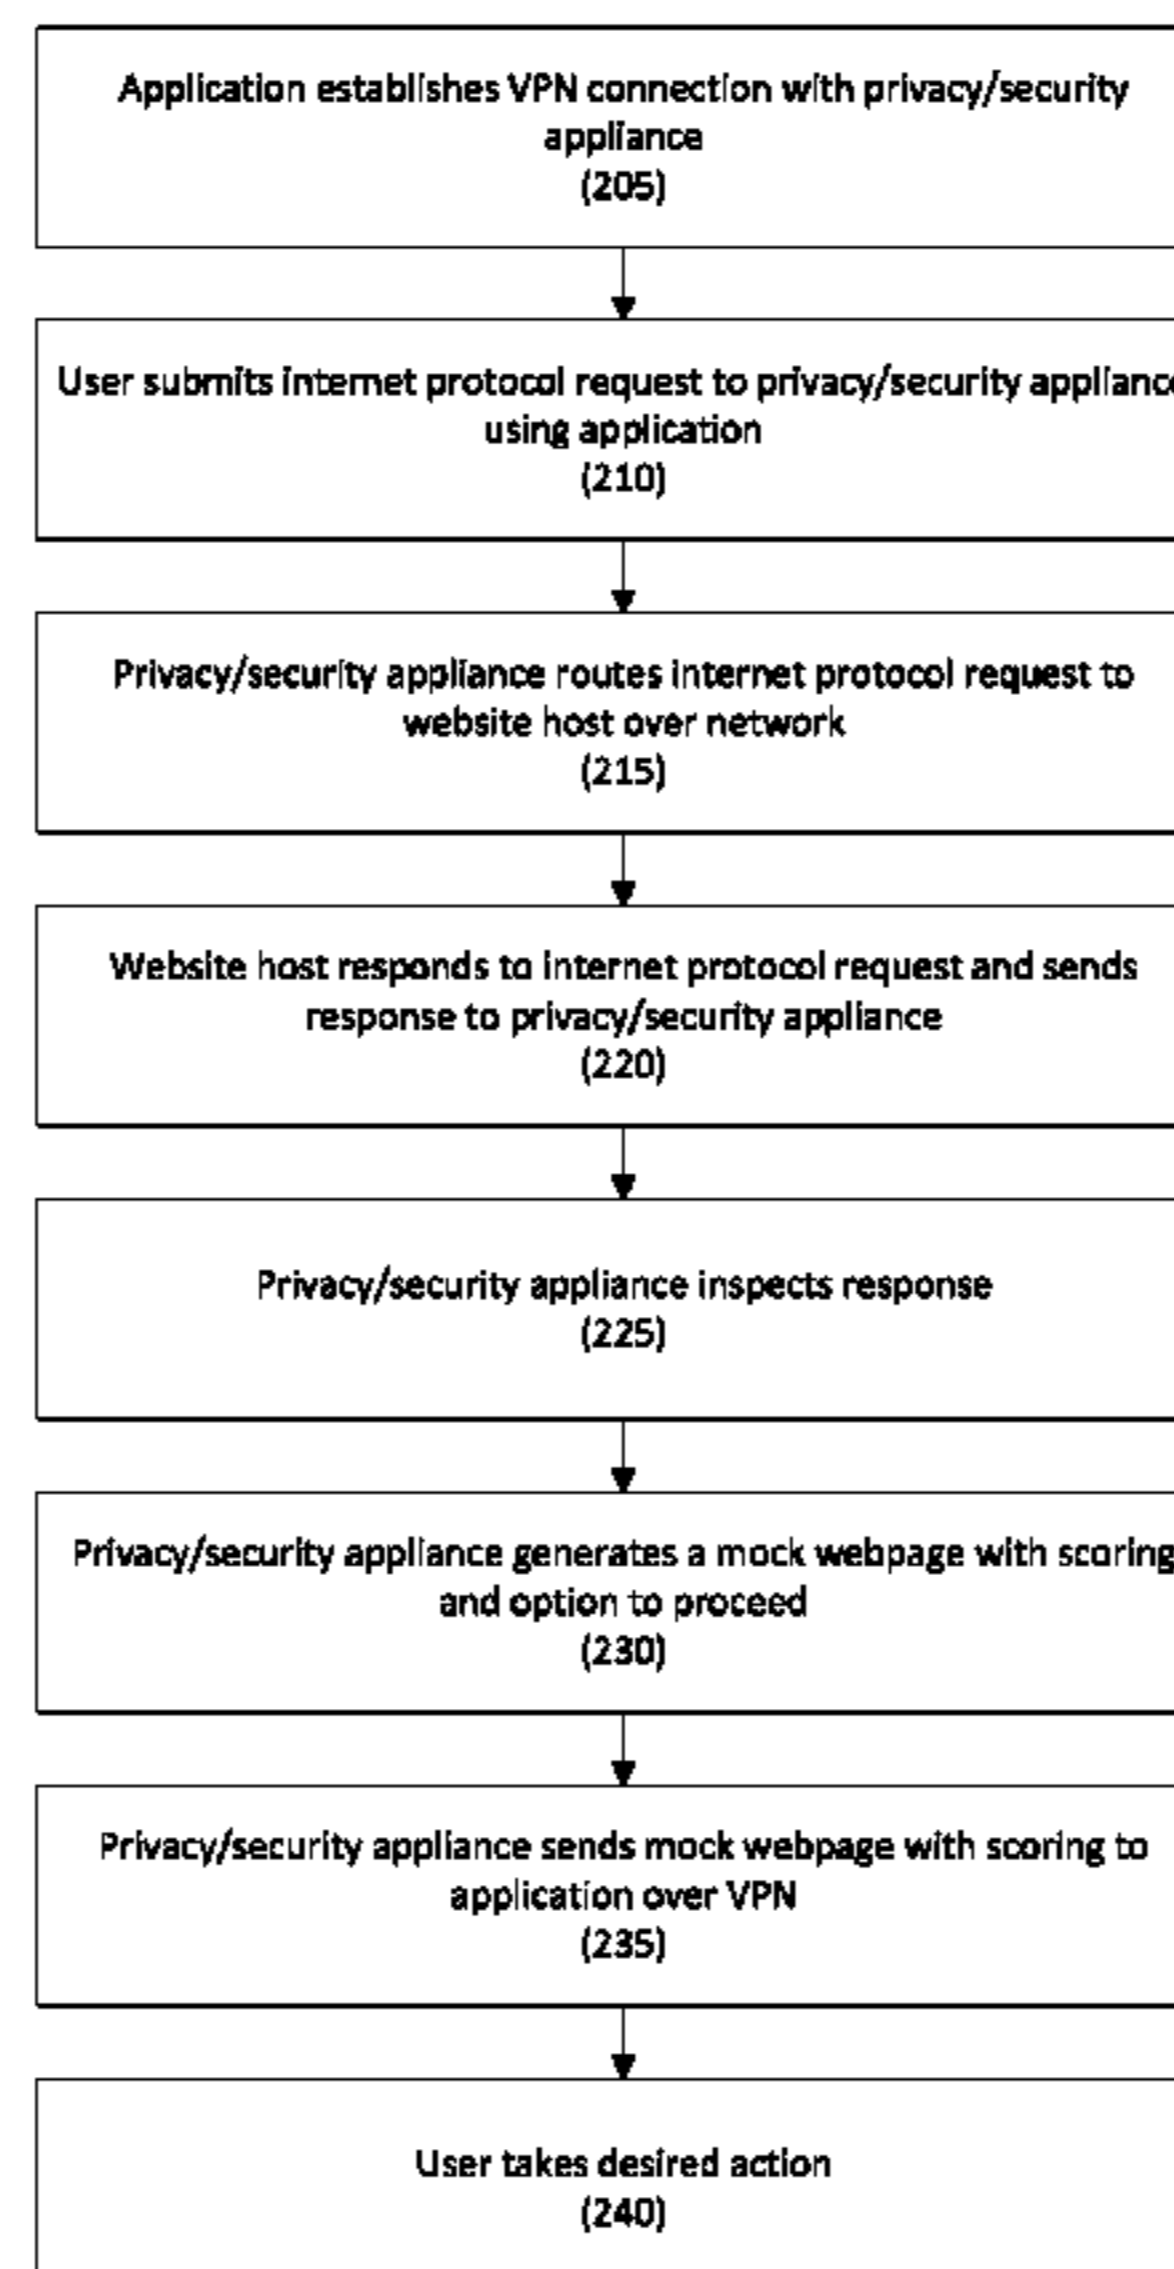 Application establishes VPN connection with privacy/security
appliance
(205)
User submits internet protocol request to privacy/security appliance
using application
(210)
Privacy/security appliance routes internet protocol request to
website host over network
(215)
Website host responds to internet protocol request and sends
response to privacy/security appliance
(220)
Privacy/security appliance inspects response
(225)
Privacy/security appliance generates a mock webpage with scoring
and option to proceed
(230)
Privacy/security appliance sends mock webpage with scoring to
application over VPN
(235)
User takes desired action
(240)